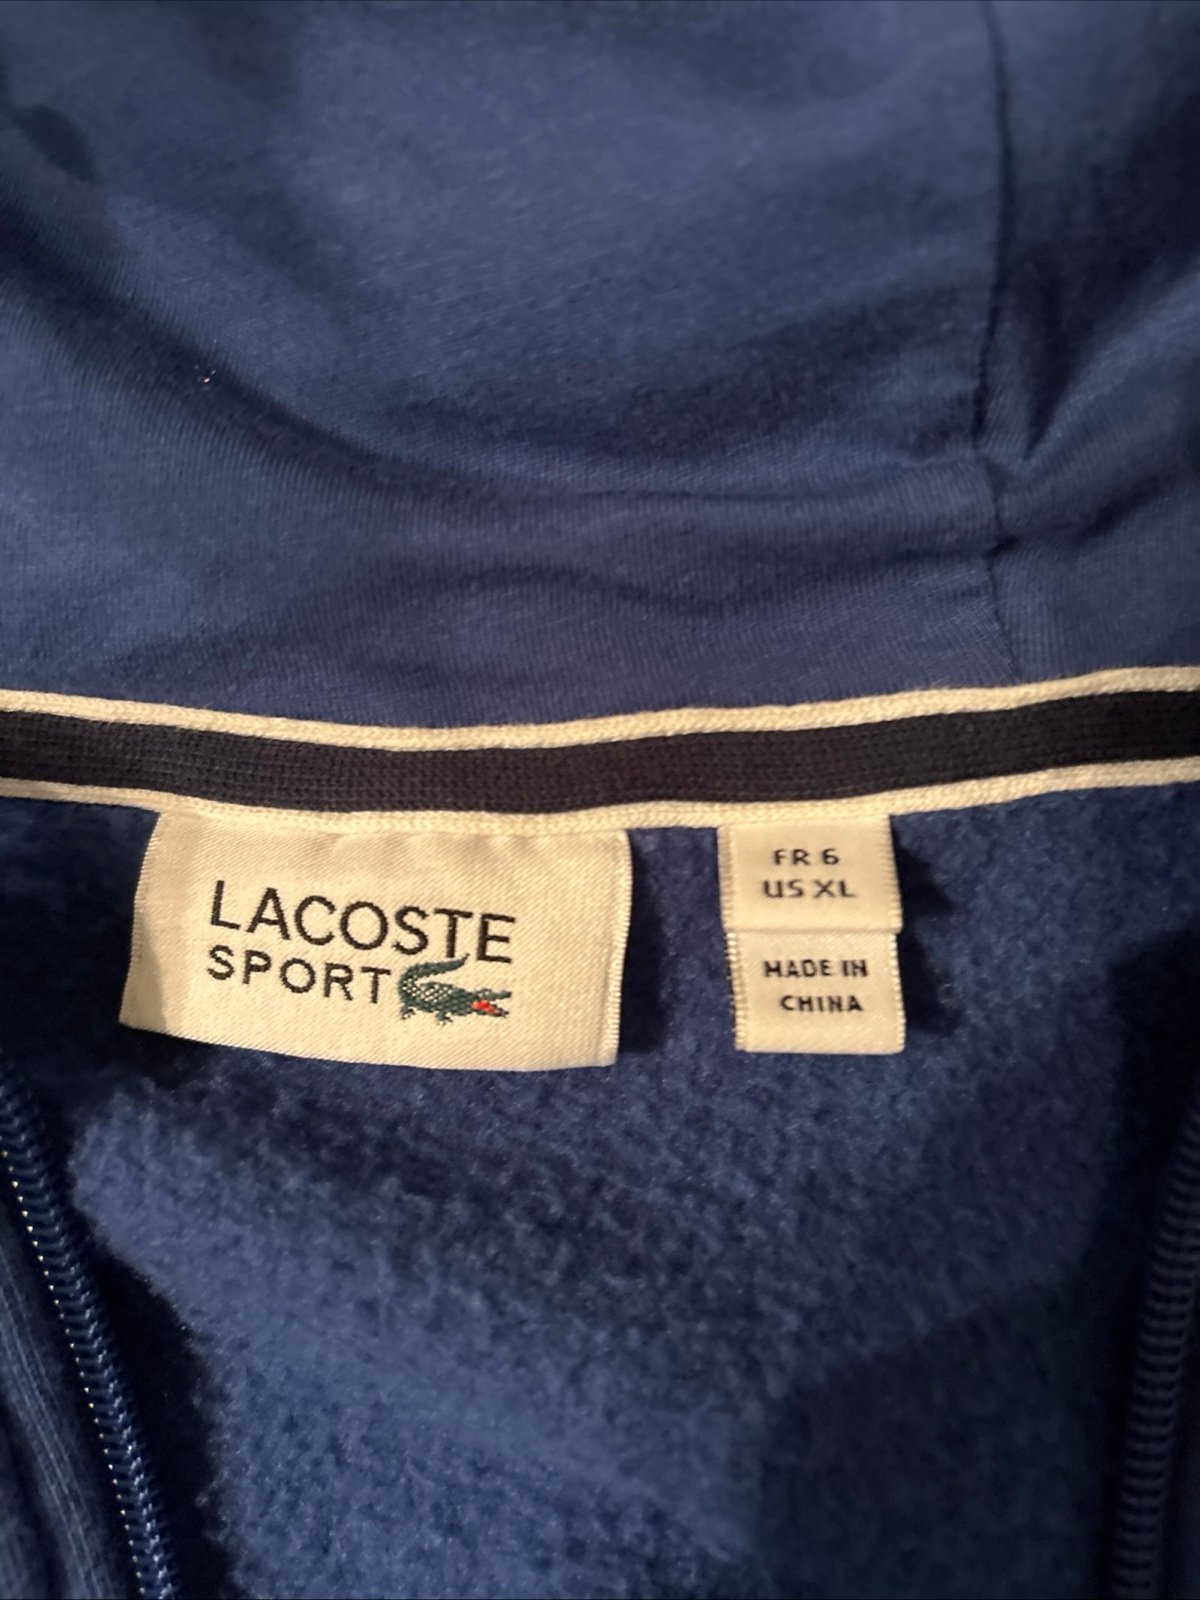 LACOSTE
SPORT
FR 6
US XL
MADE IN
CHINA